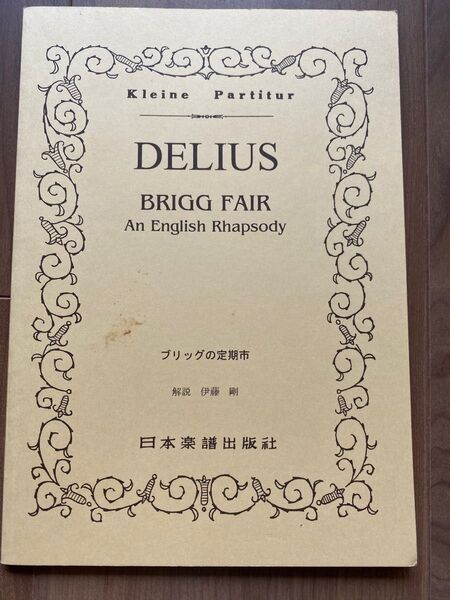 Kleine Partitur
DELIUS
BRIGG FAIR
An English Rhapsody
ブリッグの定期市
解説 伊藤 剛
日本楽譜出版社